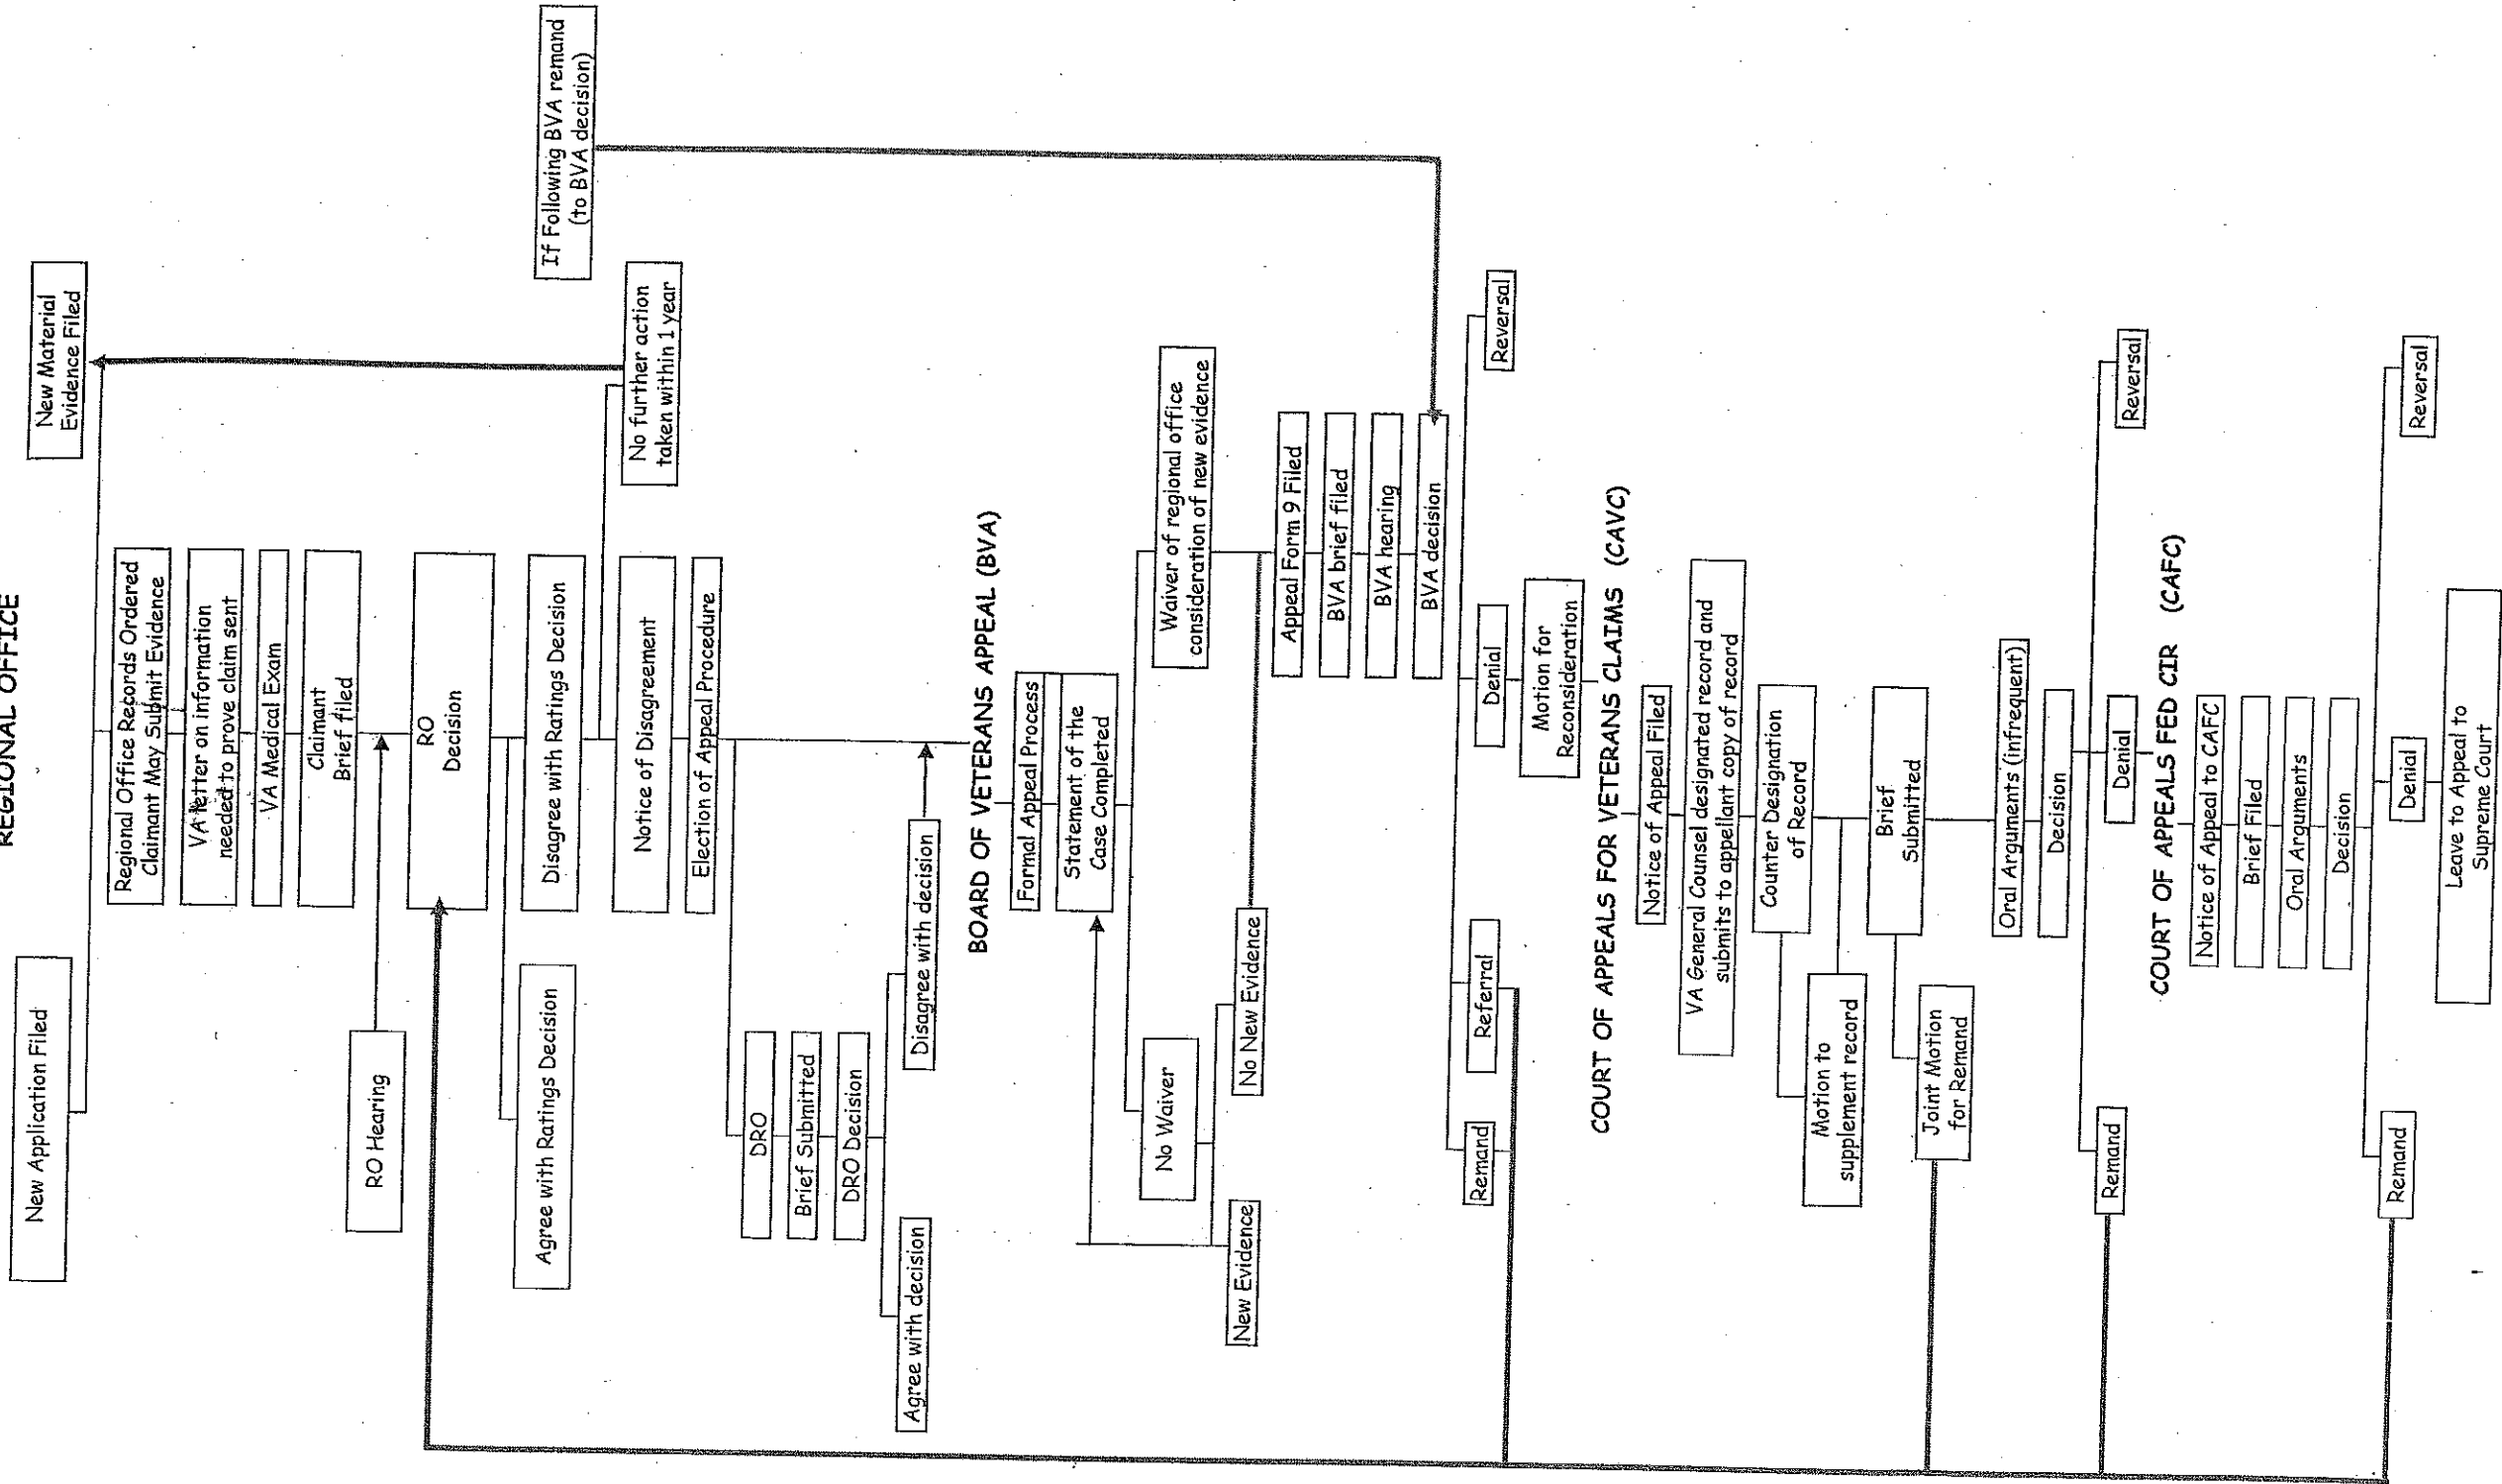 REGIONAL OFFICE
New Application Filed
New Material
Evidence Filed
Regional Office Records Ordered
Claimant May Submit Evidence
VA letter on information
needed to prove claim sent
VA Medical Exam
Claimant
Brief filed
RO Hearing
RO
Decision
If Following BVA remand
(to BVA decision)
Agree with Ratings Decision
Disagree with Ratings Decision
No further action
taken within 1 year
Notice of Disagreement
Election of Appeal Procedure
DRO
Brief Submitted
DRO Decision
Agree with decision
Disagree with decision
BOARD OF VETERANS APPEAL (BVA)
Formal Appeal Process
Statement of the
Case Completed
No Waiver
Waiver of regional office
consideration of new evidence
New Evidence
No New Evidence
Appeal Form 9 Filed
BVA brief filed
BVA hearing
BVA decision
Remand
Referral
Denial
Reversal
Motion for
Reconsideration
COURT OF APPEALS FOR VETERANS CLAIMS (CAVC)
Notice of Appeal Filed
VA General Counsel designated record and
submits to appellant copy of record
Counter Designation
of Record
Motion to
supplement record
Brief
Submitted
Joint Motion
for Remand
Oral Arguments (infrequent)
Decision
Remand
Denial
Reversal
COURT OF APPEALS FED CIR (CAFC)
Notice of Appeal to CAFC
Brief Filed
Oral Arguments
Decision
Remand
Denial
Reversal
Leave to Appeal to
Supreme Court